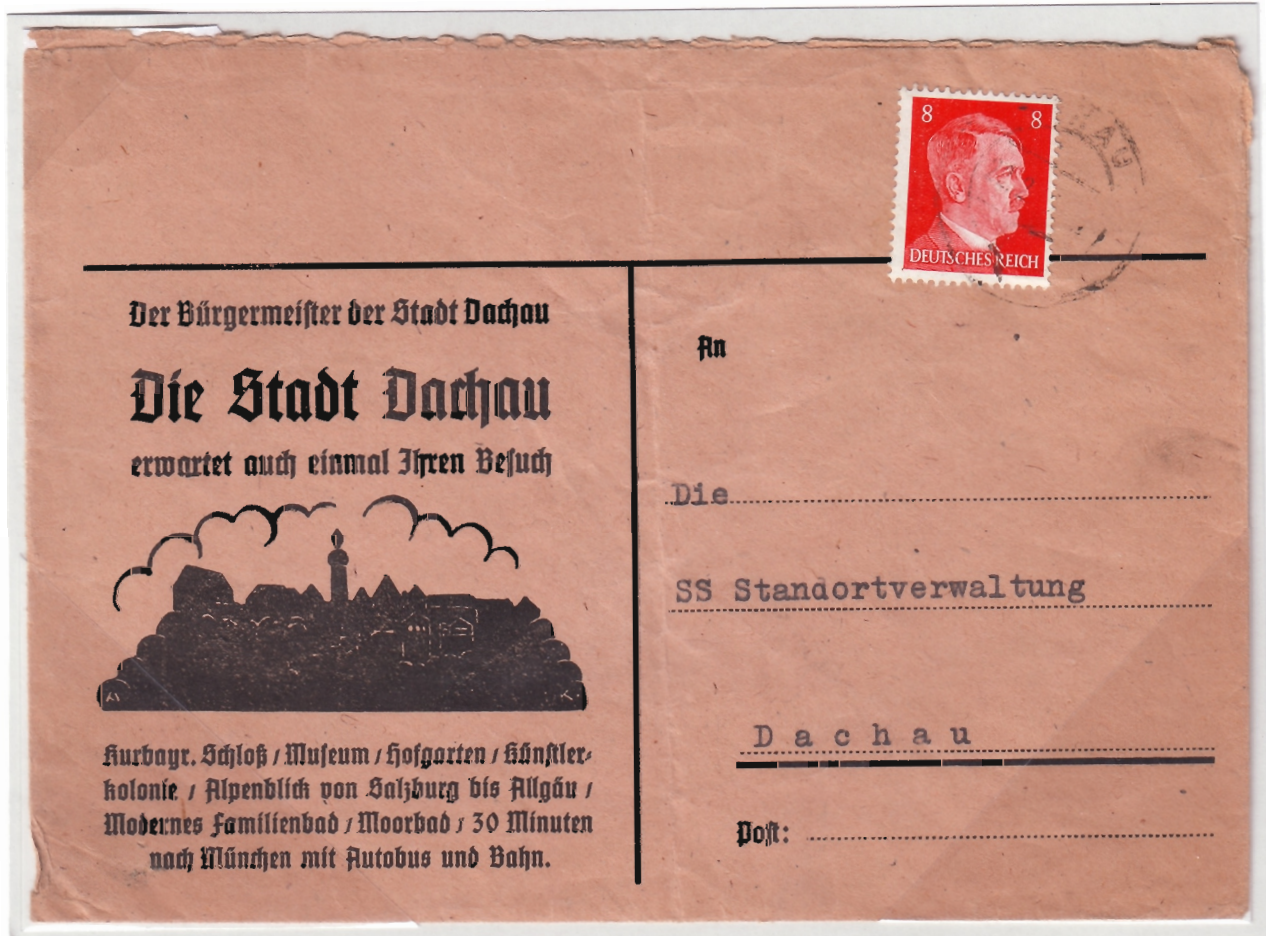 8 8
DEUTSCHES REICH
Der Bürgermeister der Stadt Dachau
Die Stadt Dachau
erwartet auch einmal Ihren Besuch
Kurbayr. Schloß / Museum / Hofgarten / Künstler-
kolonie / Alpenblick von Salzburg bis Allgäu /
Modernes Familienbad / Moorbad / 30 Minuten
nach München mit Autobus und Bahn.
An
Die
SS Standortverwaltung
Dachau
Post: